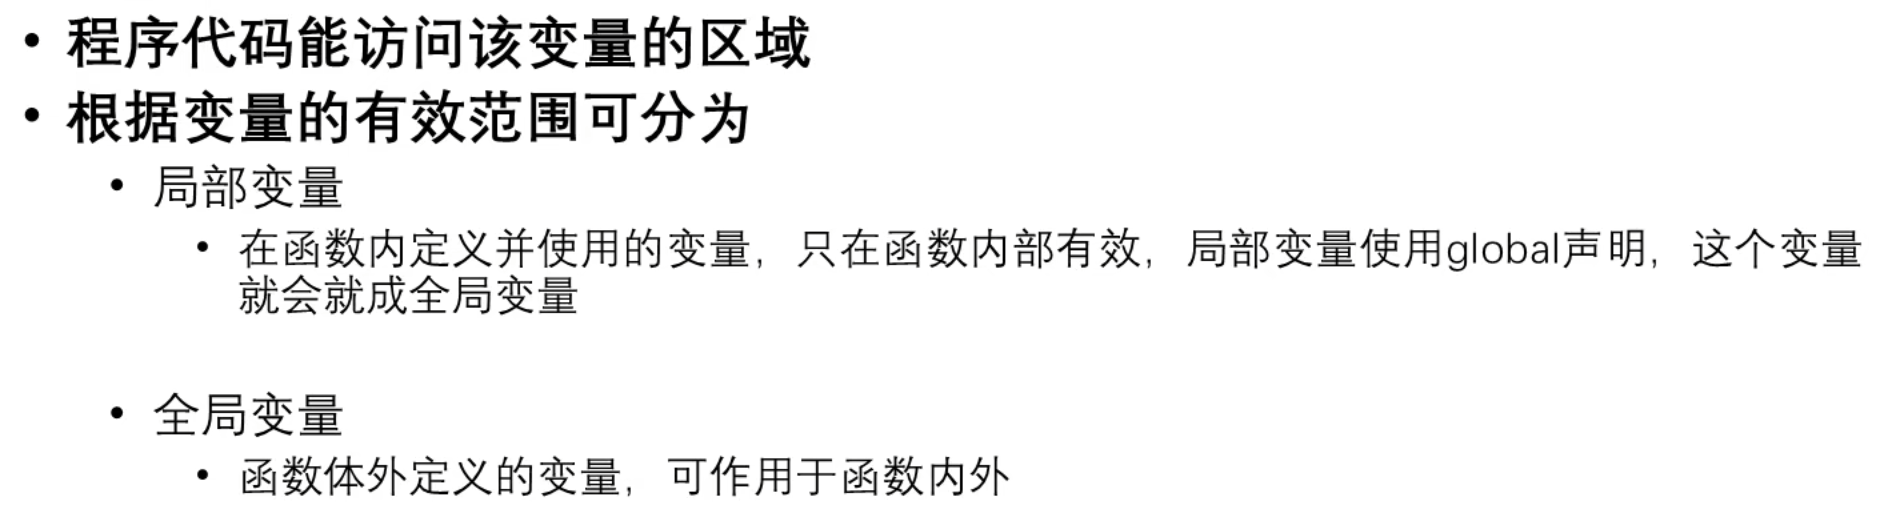 • 程序代码能访问该变量的区域
• 根据变量的有效范围可分为
• 局部变量
• 在函数内定义并使用的变量，只在函数内部有效，局部变量使用global声明，这个变量
就会就成全局变量
• 全局变量
• 函数体外定义的变量，可作用于函数内外